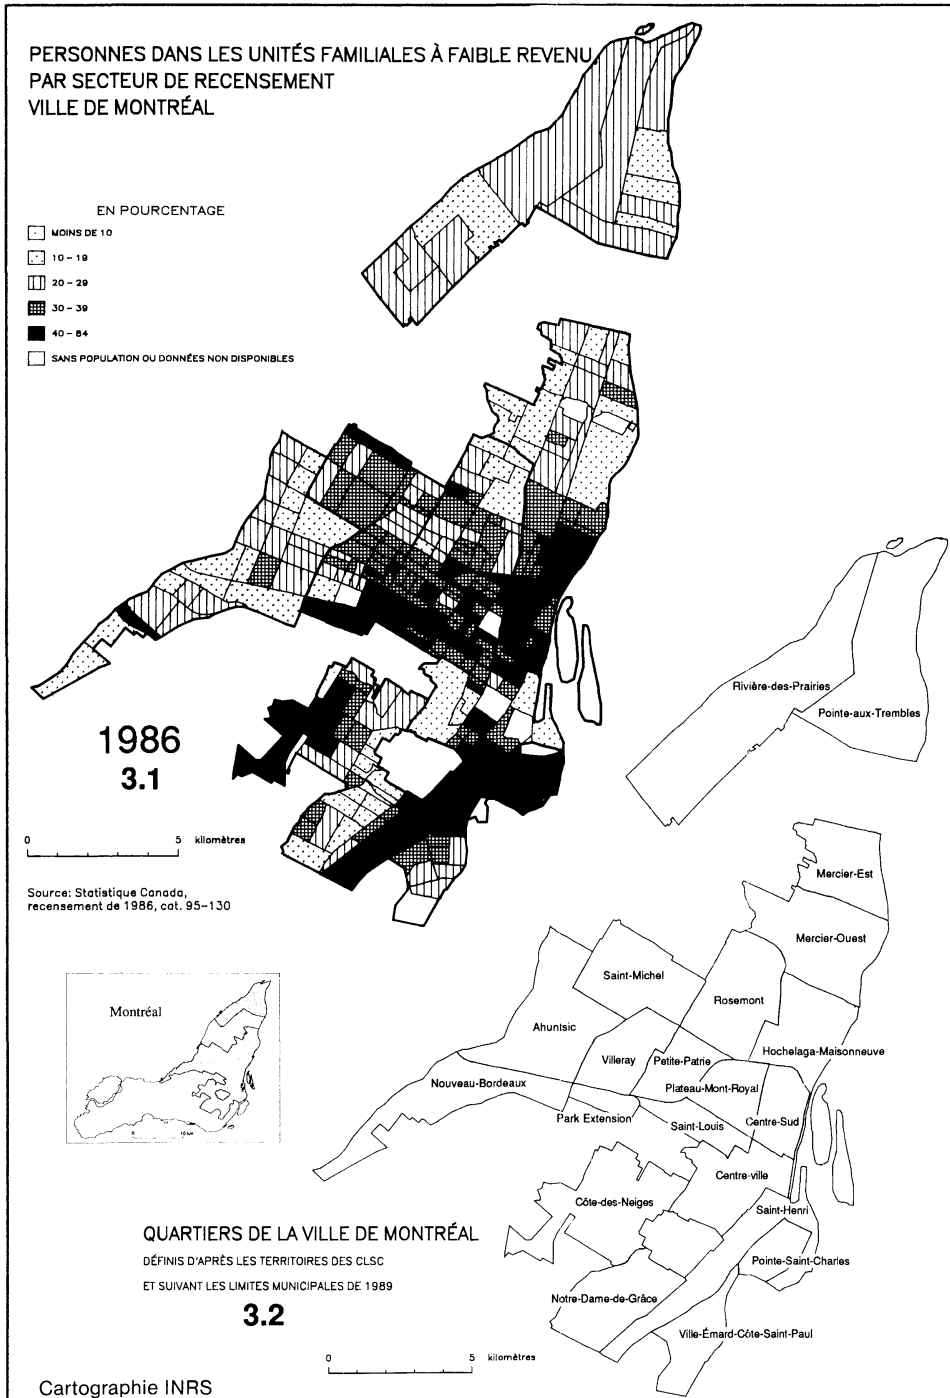 PERSONNES DANS LES UNITÉS FAMILIALES À FAIBLE REVENU
PAR SECTEUR DE RECENSEMENT
VILLE DE MONTRÉAL
EN POURCENTAGE
MOINS DE 10
10 – 19
20 – 29
30 – 39
40 – 84
SANS POPULATION OU DONNÉES NON DISPONIBLES
1986
3.1
0 5 kilomètres
Source: Statistique Canada,
recensement de 1986, cat. 95-130
Rivière-des-Prairies
Pointe-aux-Trembles
Mercier-Est
Mercier-Ouest
Saint-Michel
Rosemont
Ahuntsic
Hochelaga-Maisonneuve
Villeray
Petite-Patrie
Nouveau-Bordeaux
Plateau-Mont-Royal
Park Extension
Saint-Louis
Centre-Sud
Centre-ville
Côte-des-Neiges
Saint-Henri
Pointe-Saint-Charles
Notre-Dame-de-Grâce
Ville-Émard-Côte-Saint-Paul
Montréal
0 10 km
QUARTIERS DE LA VILLE DE MONTRÉAL
DÉFINIS D'APRÈS LES TERRITOIRES DES CLSC
ET SUIVANT LES LIMITES MUNICIPALES DE 1989
3.2
0 5 kilomètres
Cartographie INRS